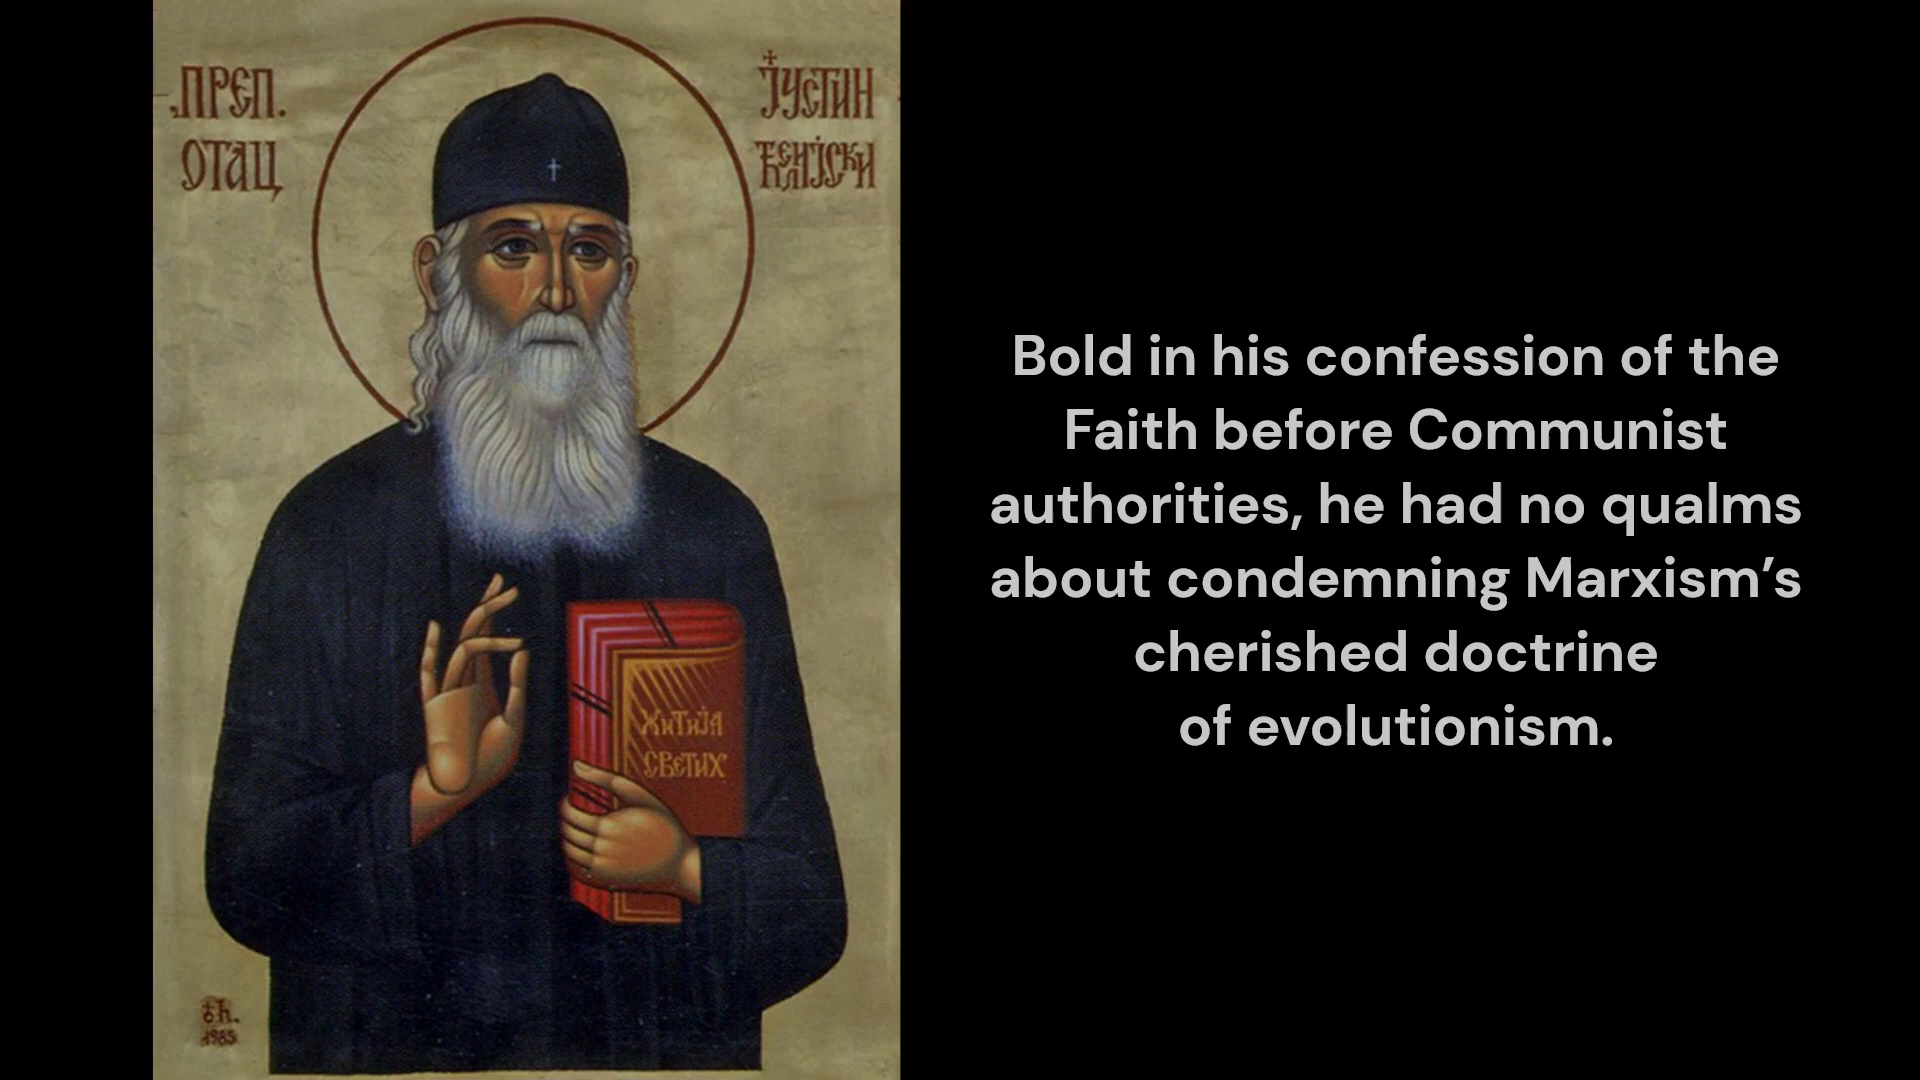 ПРЕП.
ОТАЦ
ЈУСТИН
ЋЕЛИЈСКИ
ЖИТИЈА
СВЕТИХ
1985
Bold in his confession of the
Faith before Communist
authorities, he had no qualms
about condemning Marxism’s
cherished doctrine
of evolutionism.